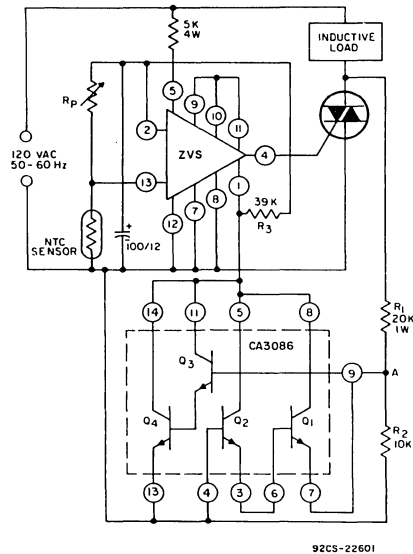 5K
4W
INDUCTIVE
LOAD
RP
5
9
10
11
2
ZVS
4
120 VAC
50-60 Hz
13
1
39K
R3
12
7
8
NTC
SENSOR
+
100/12
14
11
5
8
R1
20K
1W
CA3086
Q3
9
A
Q4
Q2
Q1
R2
10K
13
4
3
6
7
92CS-22601